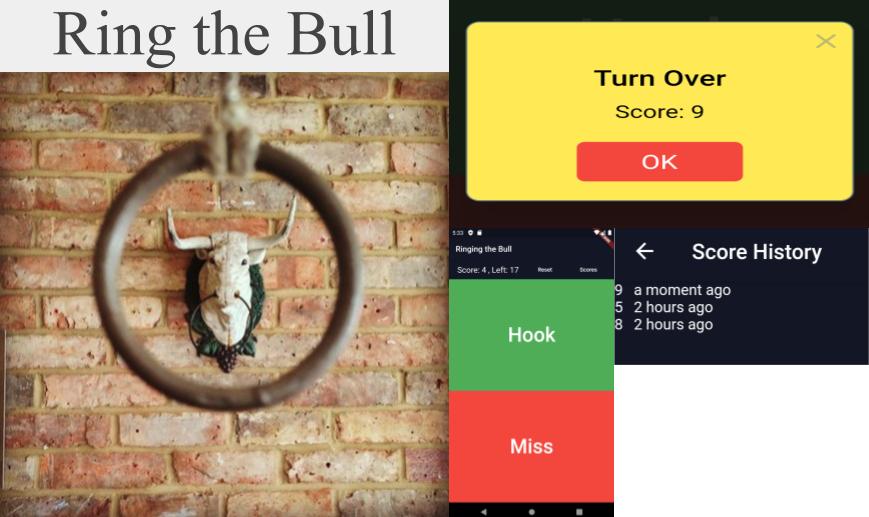 Ring the Bull
Turn Over
Score: 9
OK
5:33
Ringing the Bull
Score: 4 , Left: 17 Reset Scores
Hook
Miss
Score History
9 a moment ago
5 2 hours ago
8 2 hours ago